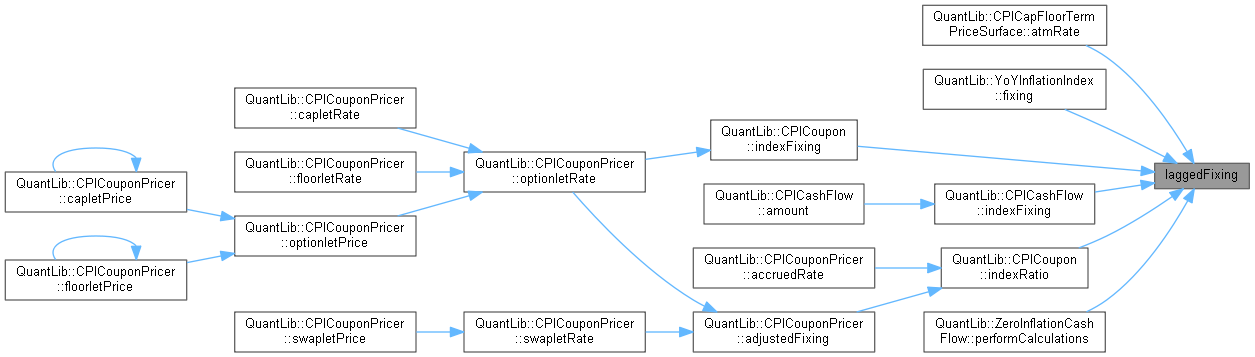 QuantLib::CPICapFloorTerm
PriceSurface::atmRate
QuantLib::YoYInflationIndex
::fixing
QuantLib::CPICouponPricer
::capletRate
QuantLib::CPICoupon
::indexFixing
QuantLib::CPICouponPricer
::floorletRate
QuantLib::CPICouponPricer
::optionletRate
laggedFixing
QuantLib::CPICouponPricer
::capletPrice
QuantLib::CPICashFlow
::amount
QuantLib::CPICashFlow
::indexFixing
QuantLib::CPICouponPricer
::optionletPrice
QuantLib::CPICouponPricer
::floorletPrice
QuantLib::CPICouponPricer
::accruedRate
QuantLib::CPICoupon
::indexRatio
QuantLib::CPICouponPricer
::swapletPrice
QuantLib::CPICouponPricer
::swapletRate
QuantLib::CPICouponPricer
::adjustedFixing
QuantLib::ZeroInflationCash
Flow::performCalculations